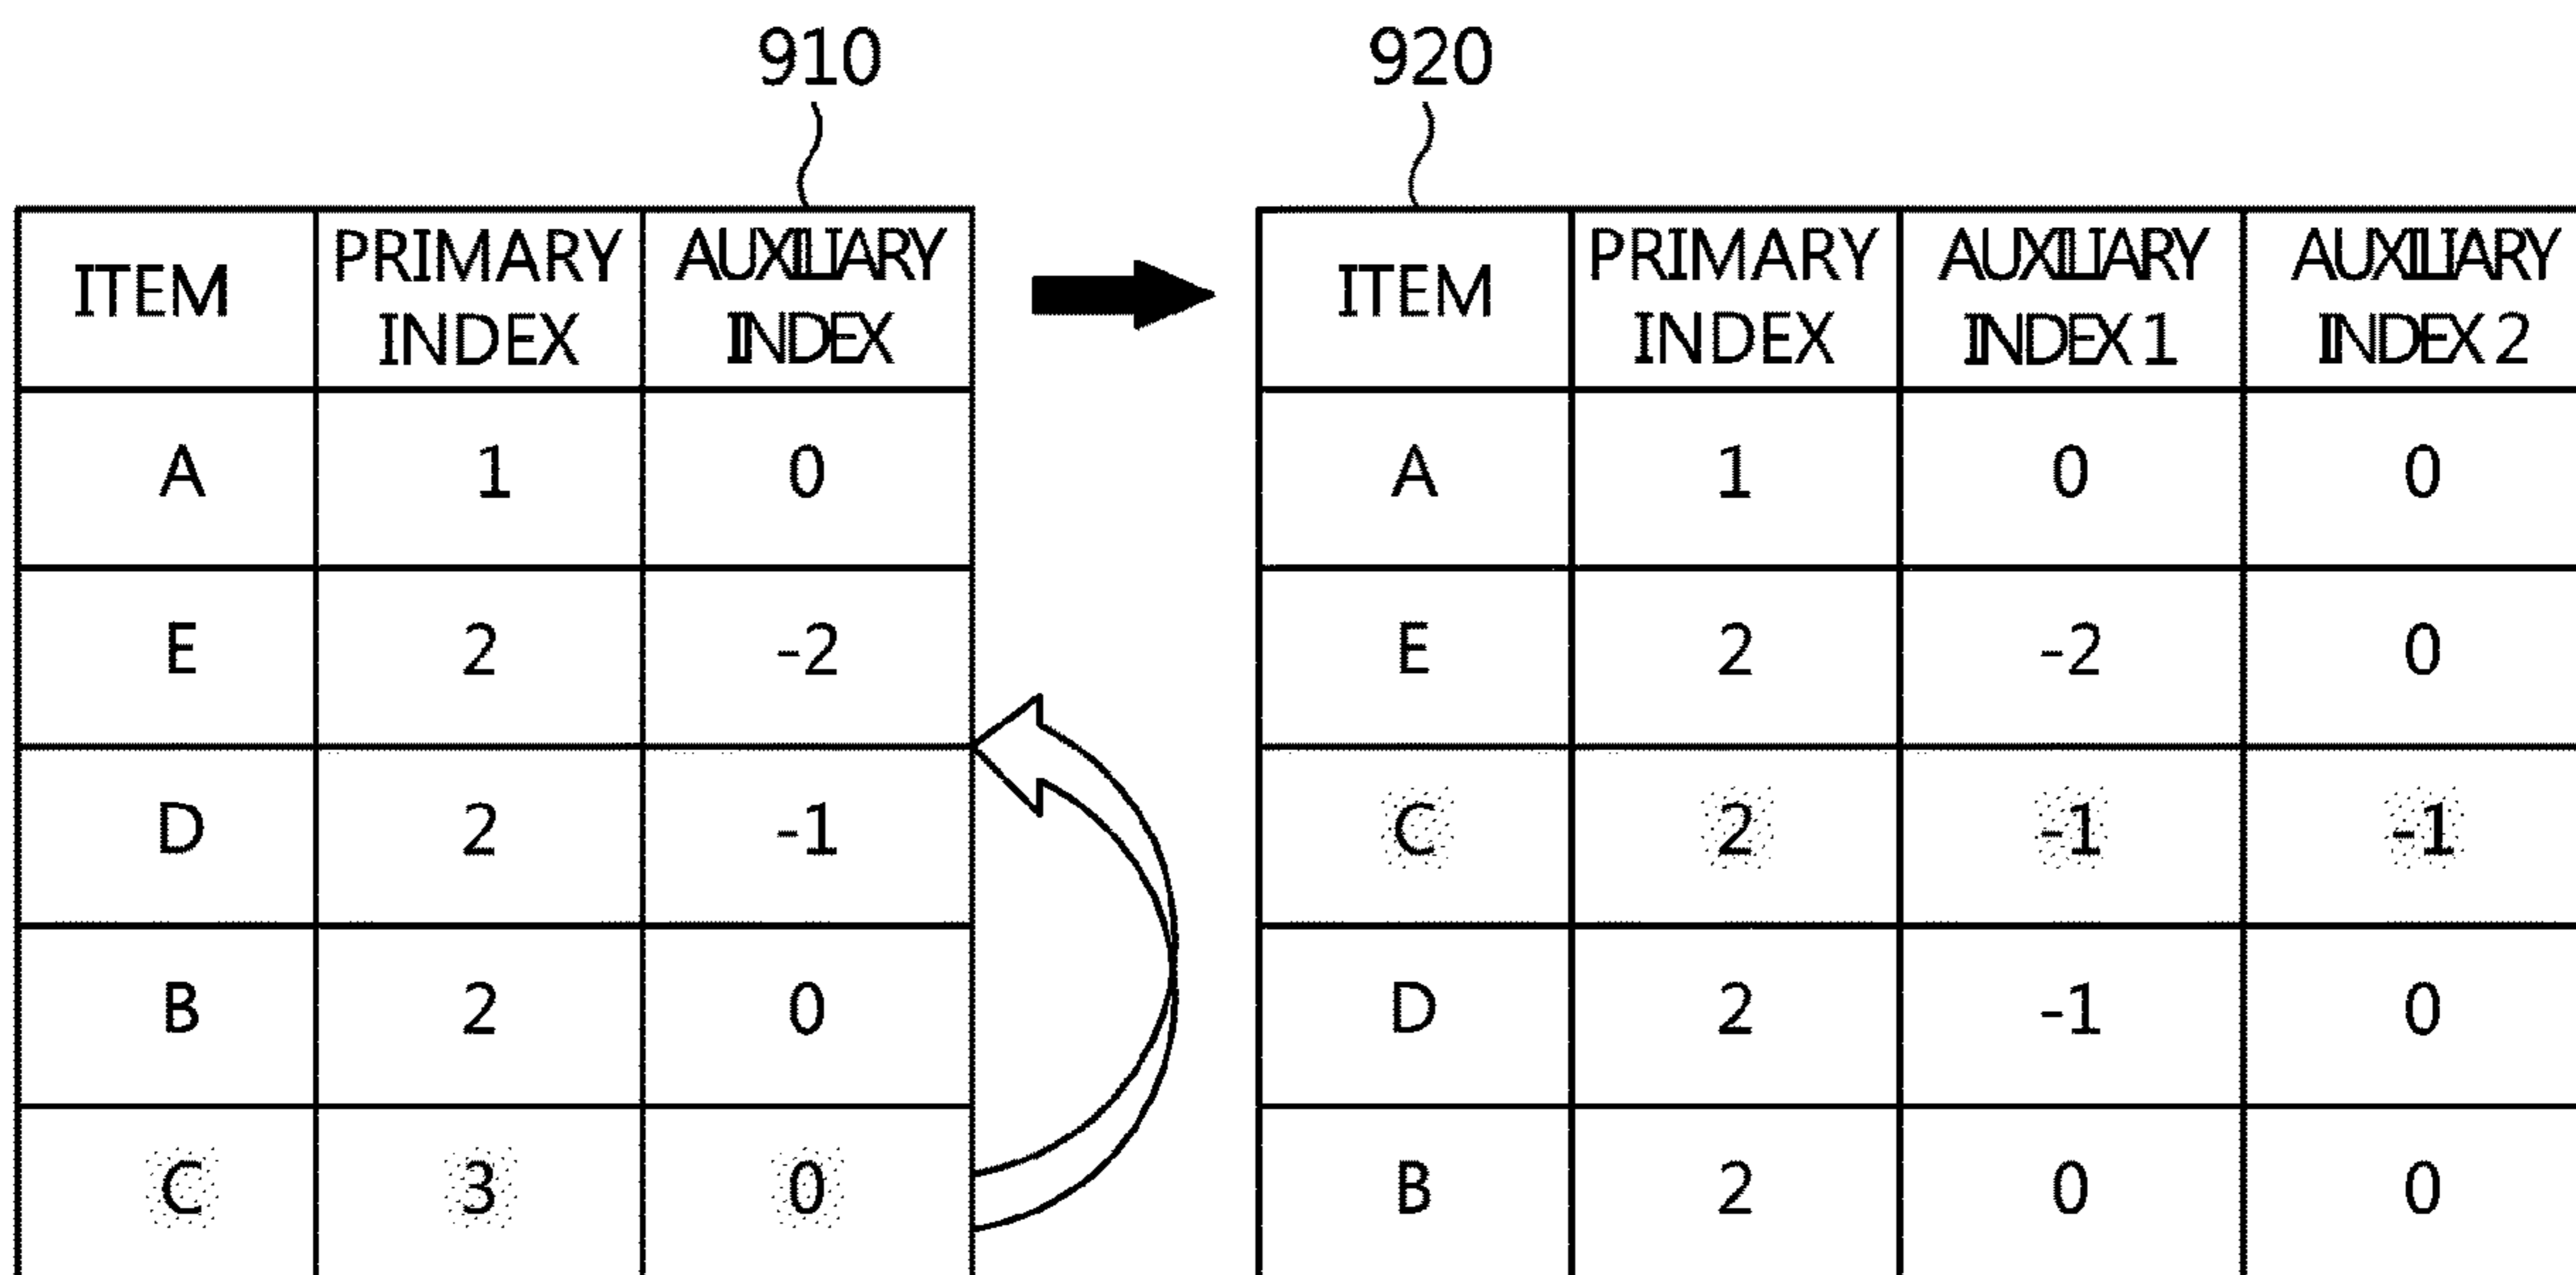 910 920
ITEM PRIMARY INDEX AUXILIARY INDEX
A 1 0
E 2 -2
D 2 -1
B 2 0
C 3 0
ITEM PRIMARY INDEX AUXILIARY INDEX 1 AUXILIARY INDEX 2
A 1 0 0
E 2 -2 0
C 2 -1 -1
D 2 -1 0
B 2 0 0